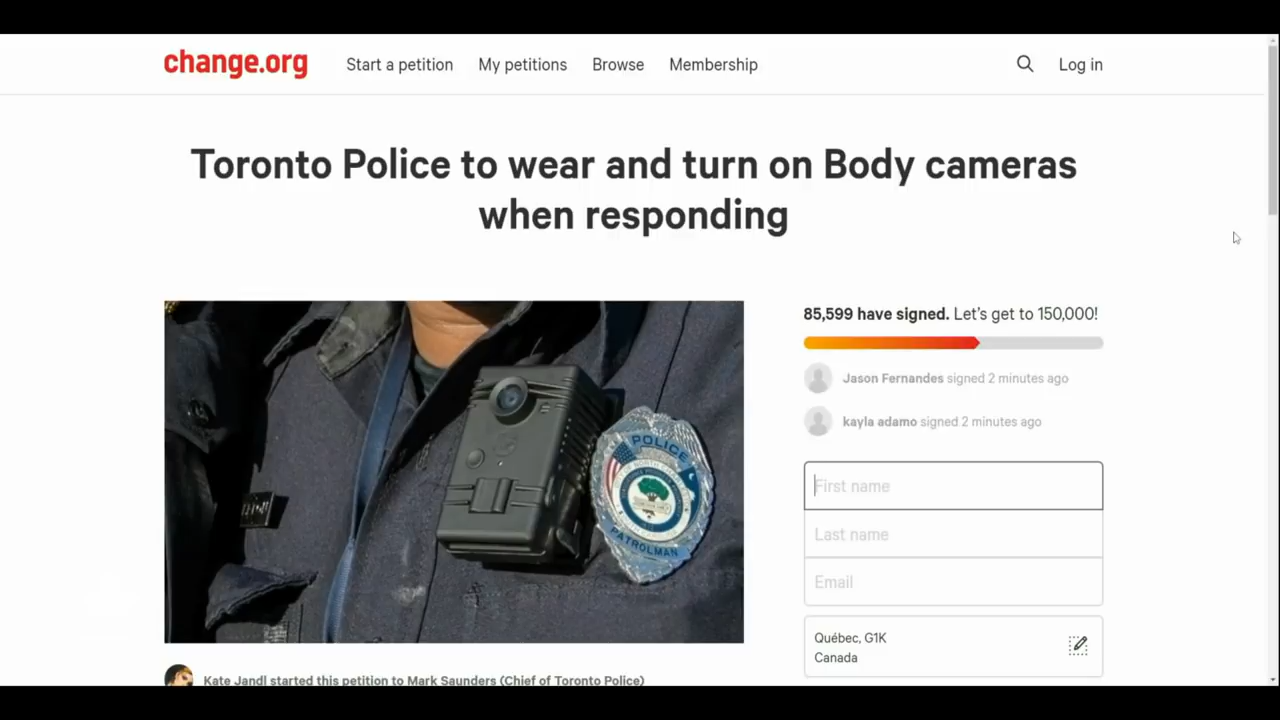 change.org
Start a petition
My petitions
Browse
Membership
Log in
Toronto Police to wear and turn on Body cameras
when responding
85,599 have signed. Let's get to 150,000!
Jason Fernandes signed 2 minutes ago
kayla adamo signed 2 minutes ago
First name
Last name
Email
Québec, G1K
Canada
POLICE
PATROLMAN
Kate Jandl started this petition to Mark Saunders (Chief of Toronto Police)